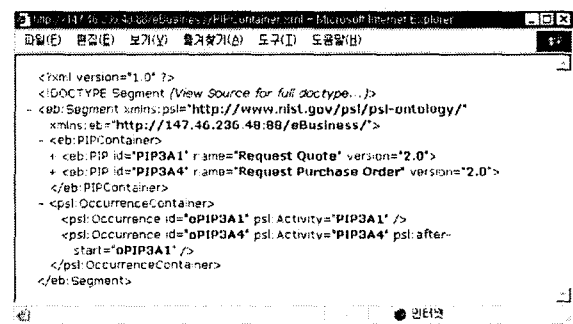 http://147.46.236.48:88/eBusiness/PIPContainer.xml - Microsoft Internet Explorer
파일(F) 편집(E) 보기(V) 즐겨찾기(A) 도구(T) 도움말(H)
<?xml version="1.0" ?>
<!DOCTYPE Segment (View Source for full doctype...)>
- <eb:Segment xmlns:psl="http://www.nist.gov/psl/psl-ontology/"
xmlns:eb="http://147.46.236.48:88/eBusiness/">
- <eb:PIPContainer>
+ <eb:PIP id="PIP3A1" name="Request Quote" version="2.0">
+ <eb:PIP id="PIP3A4" name="Request Purchase Order" version="2.0">
</eb:PIPContainer>
- <psl:OccurrenceContainer>
<psl:Occurrence id="oPIP3A1" psl:Activity="PIP3A1" />
<psl:Occurrence id="oPIP3A4" psl:Activity="PIP3A4" psl:after-
start="oPIP3A1" />
</psl:OccurrenceContainer>
</eb:Segment>
인터넷